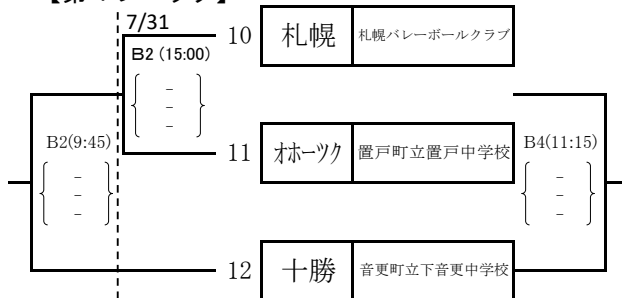 7/31
10 札幌 札幌バレーボールクラブ
B2 (15:00)
-
-
-
B2(9:45)
-
-
-
11 オホーツク 置戸町立置戸中学校
B4(11:15)
-
-
-
12 十勝 音更町立下音更中学校